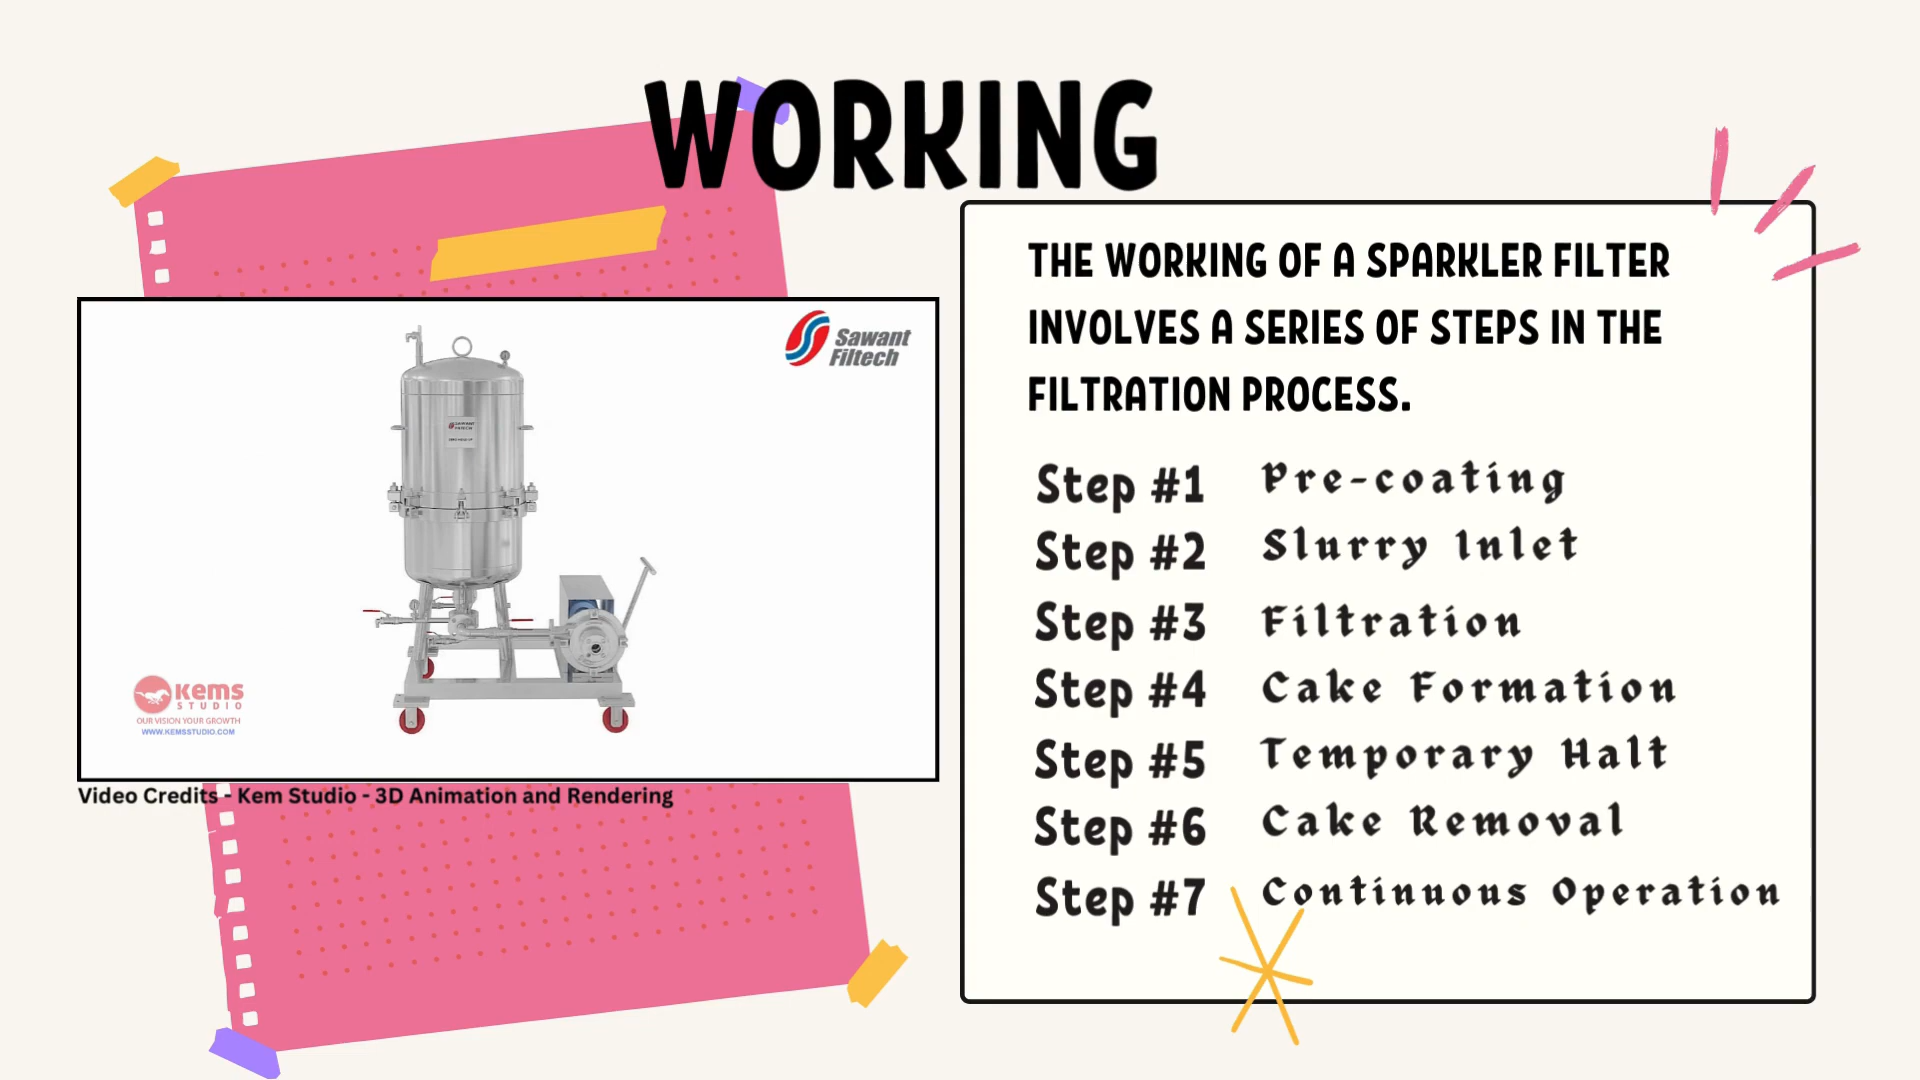 WORKING
Sawant
Filtech
SAWANT
FILTECH
Kems
STUDIO
OUR VISION YOUR GROWTH
WWW.KEMSSTUDIO.COM
Video Credits - Kem Studio - 3D Animation and Rendering
THE WORKING OF A SPARKLER FILTER
INVOLVES A SERIES OF STEPS IN THE
FILTRATION PROCESS.
Step #1 Pre-coating
Step #2 Slurry Inlet
Step #3 Filtration
Step #4 Cake Formation
Step #5 Temporary Halt
Step #6 Cake Removal
Step #7 Continuous Operation